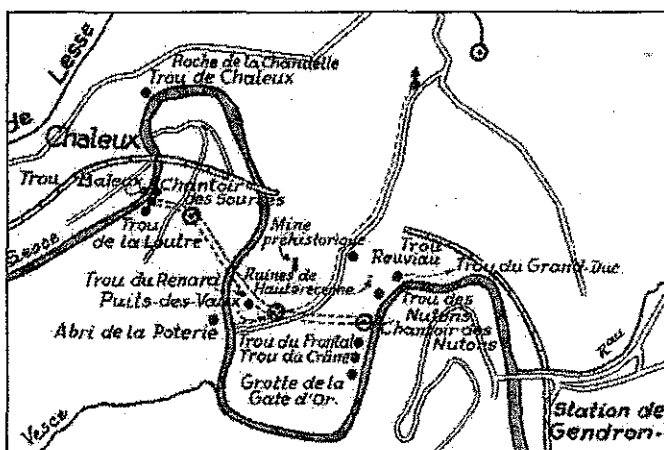 Lesse
de
Roche de la Chandelle
Trou de Chaleux
Chaleux
Trou Baleux
Chantoir
des Sources
Lesse
Trou
de la Loutre
Mine
préhistorique
Trou
Reuviau
Trou du Grand-Duc
Trou du Renard
Puits-des-Vaux
Ruines de
Hauterecenne
Trou des
Nutons
Chantoir des
Nutons
Abri de la Poterie
Trou du Frontal
Trou du Crâne
Grotte de la
Gate d'Or.
Rau
Vesce
Station de
Gendron-